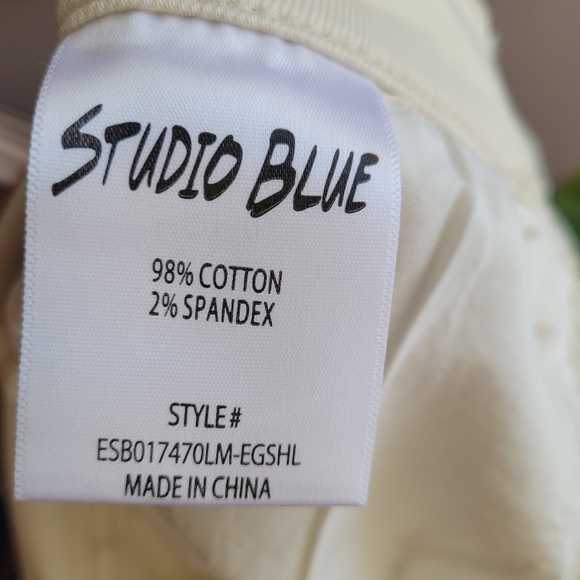 STUDIO BLUE
98% COTTON
2% SPANDEX
STYLE#
ESB017470LM-EGSHL
MADE IN CHINA